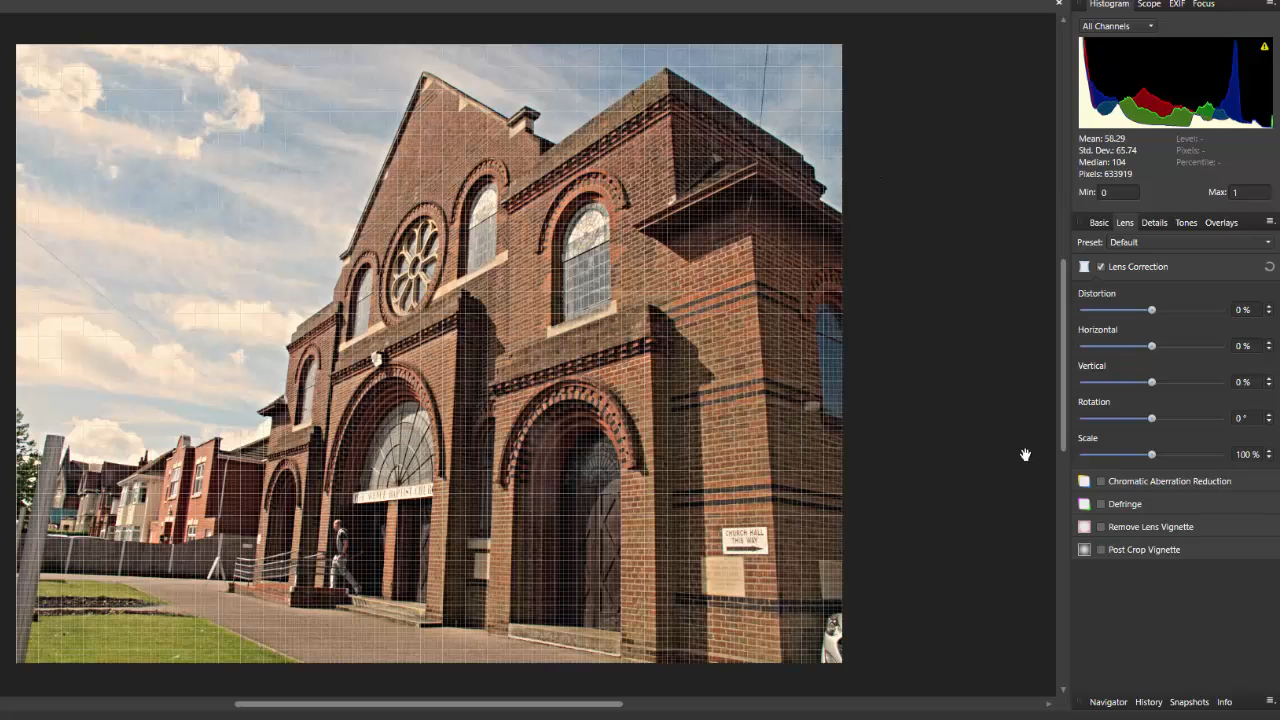 Histogram Scope EXIF Focus
All Channels
Mean: 58.29
Std. Dev.: 65.74
Median: 104
Pixels: 633919
Level: -
Pixels: -
Percentile: -
Min: 0 Max: 1
Basic Lens Details Tones Overlays
Preset: Default
Lens Correction
Distortion
0 %
Horizontal
0 %
Vertical
0 %
Rotation
0 °
Scale
100 %
Chromatic Aberration Reduction
Defringe
Remove Lens Vignette
Post Crop Vignette
BAPTIST
CHURCH HALL
THIS WAY
Navigator History Snapshots Info